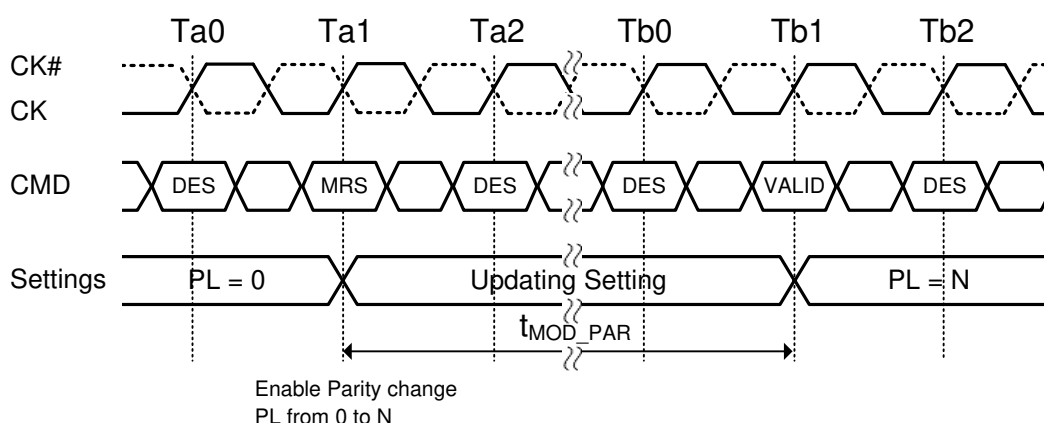 Ta0 Ta1 Ta2 Tb0 Tb1 Tb2
CK#
CK
CMD DES MRS DES DES VALID DES
Settings PL = 0 Updating Setting PL = N
tMOD_PAR
Enable Parity change
PL from 0 to N